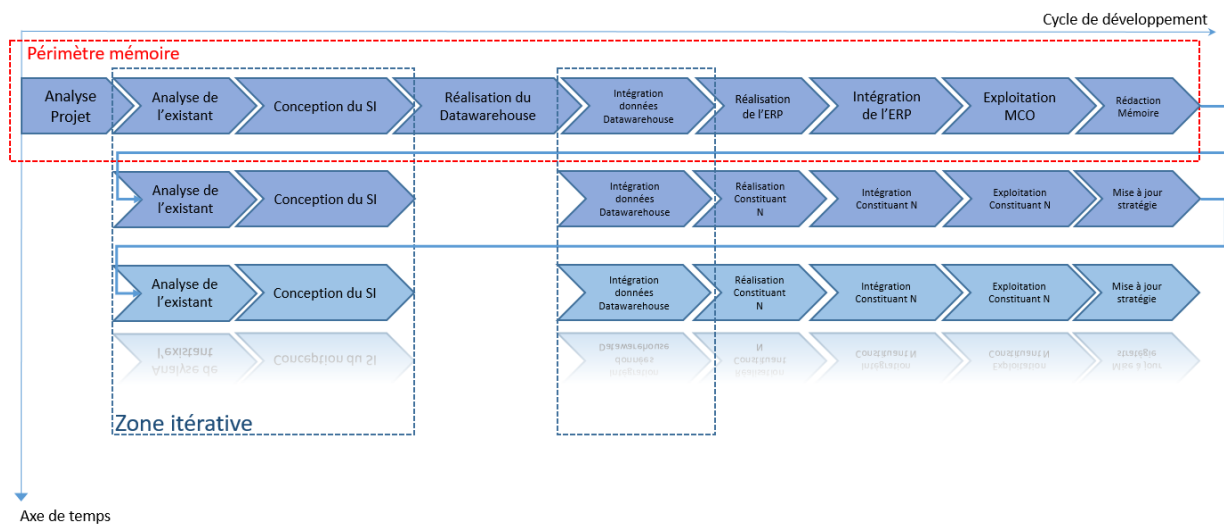 Cycle de développement
Périmètre mémoire
Analyse
Projet
Analyse de
l'existant
Conception du SI
Réalisation du
Datawarehouse
Intégration
données
Datawarehouse
Réalisation
de l'ERP
Intégration
de l'ERP
Exploitation
MCO
Rédaction
Mémoire
Analyse de
l'existant
Conception du SI
Intégration
données
Datawarehouse
Réalisation
Constituant
N
Intégration
Constituant N
Exploitation
Constituant N
Mise à jour
stratégie
Analyse de
l'existant
Conception du SI
Intégration
données
Datawarehouse
Réalisation
Constituant
N
Intégration
Constituant N
Exploitation
Constituant N
Mise à jour
stratégie
Zone itérative
Axe de temps